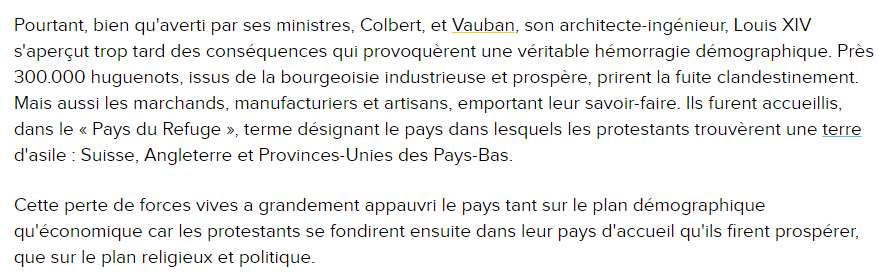 Pourtant, bien qu'averti par ses ministres, Colbert, et Vauban, son architecte-ingénieur, Louis XIV
s'aperçut trop tard des conséquences qui provoquèrent une véritable hémorragie démographique. Près
300.000 huguenots, issus de la bourgeoisie industrieuse et prospère, prirent la fuite clandestinement.
Mais aussi les marchands, manufacturiers et artisans, emportant leur savoir-faire. Ils furent accueillis,
dans le « Pays du Refuge », terme désignant le pays dans lesquels les protestants trouvèrent une terre
d'asile : Suisse, Angleterre et Provinces-Unies des Pays-Bas.
Cette perte de forces vives a grandement appauvri le pays tant sur le plan démographique
qu'économique car les protestants se fondirent ensuite dans leur pays d'accueil qu'ils firent prospérer,
que sur le plan religieux et politique.